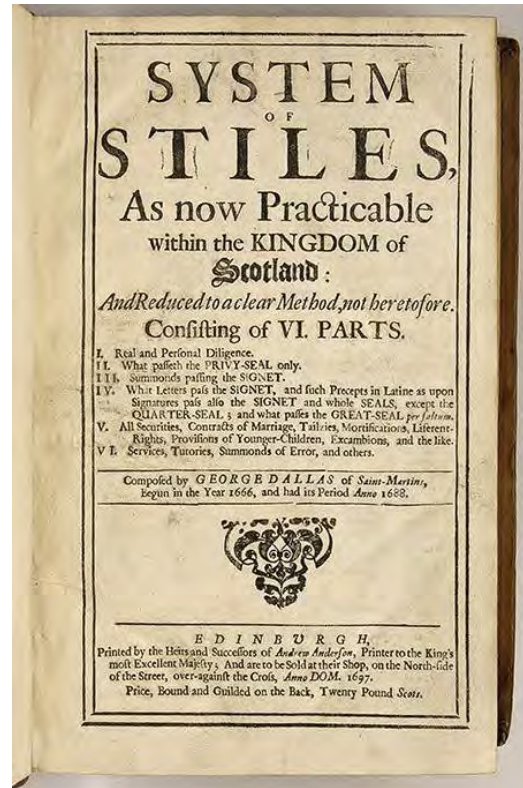 SYSTEM
OF
STILES,
As now Practicable
within the KINGDOM of
Scotland:
And Reduced to a clear Method, not heretofore.
Conſiſting of VI. PARTS.
I. Real and Perſonal Diligence.
II. What paſſeth the PRIVY-SEAL only.
III. Summonds paſſing the SIGNET.
IV. What Letters paſs the SIGNET, and ſuch Precepts in Latine as upon
Signatures paſs alſo the SIGNET and whole SEALS, except the
QUARTER-SEAL; and what paſſes the GREAT-SEAL per ſaltum.
V. All Securities, Contracts of Marriage, Tailzies, Mortifications, Liferent-
Rights, Proviſions of Younger-Children, Excambions, and the like.
VI. Services, Tutories, Summonds of Error, and others.
Compoſed by GEORGE DALLAS of Saint-Martins,
Begun in the Year 1666, and had its Period Anno 1688.
EDINBURGH,
Printed by the Heirs and Succeſſors of Andrew Anderſon, Printer to the King's
moſt Excellent Majeſty; And are to be Sold at their Shop, on the North-ſide
of the Street, over-againſt the Croſs, Anno DOM. 1697.
Price, Bound and Guilded on the Back, Twenty Pound Scots.